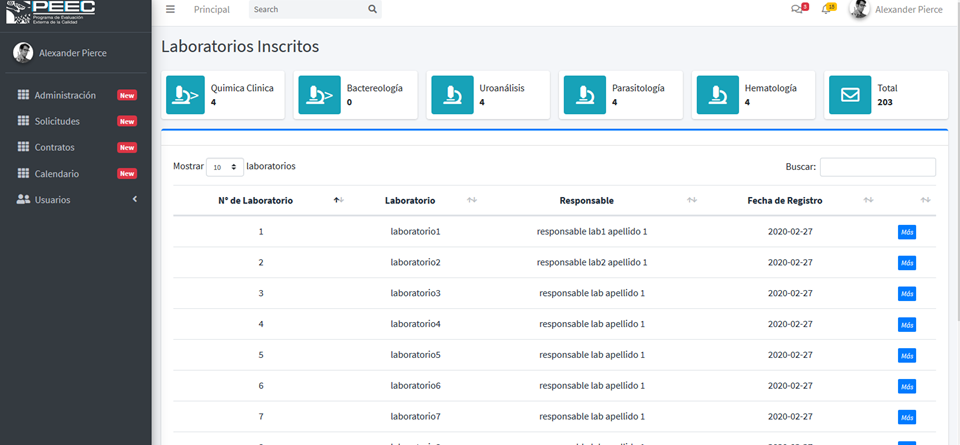 PEEC
Programa de Evaluación
Externa de la Calidad
Principal
Search
3
15
Alexander Pierce
Alexander Pierce
Administración New
Solicitudes New
Contratos New
Calendario New
Usuarios
Laboratorios Inscritos
Quimica Clinica
4
Bactereología
0
Uroanálisis
4
Parasitología
4
Hematología
4
Total
203
Mostrar 10 laboratorios
Buscar:
N° de Laboratorio Laboratorio Responsable Fecha de Registro
1 laboratorio1 responsable lab1 apellido 1 2020-02-27 Más
2 laboratorio2 responsable lab2 apellido 1 2020-02-27 Más
3 laboratorio3 responsable lab apellido 1 2020-02-27 Más
4 laboratorio4 responsable lab apellido 1 2020-02-27 Más
5 laboratorio5 responsable lab apellido 1 2020-02-27 Más
6 laboratorio6 responsable lab apellido 1 2020-02-27 Más
7 laboratorio7 responsable lab apellido 1 2020-02-27 Más